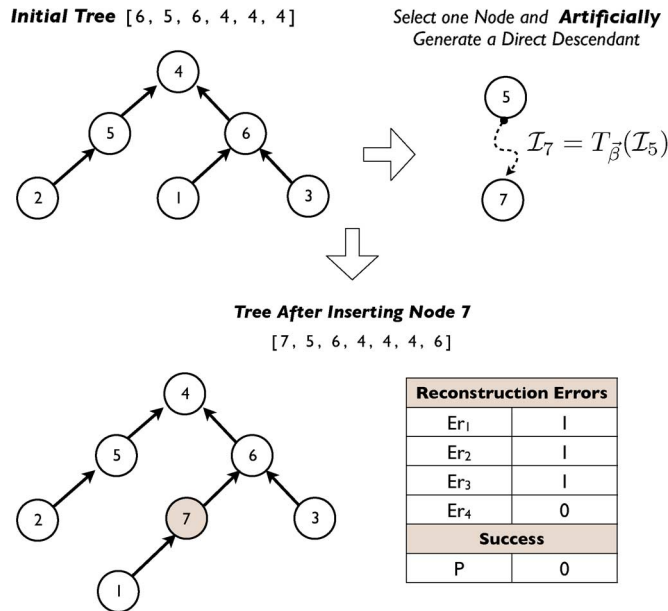 Initial Tree [6, 5, 6, 4, 4, 4]
Select one Node and Artificially
Generate a Direct Descendant
4
5
6
2
1
3
5
7
I₇ = T_β⃗(I₅)
Tree After Inserting Node 7
[7, 5, 6, 4, 4, 4, 6]
4
5
6
2
7
3
1
Reconstruction Errors
Er₁ 1
Er₂ 1
Er₃ 1
Er₄ 0
Success
P 0